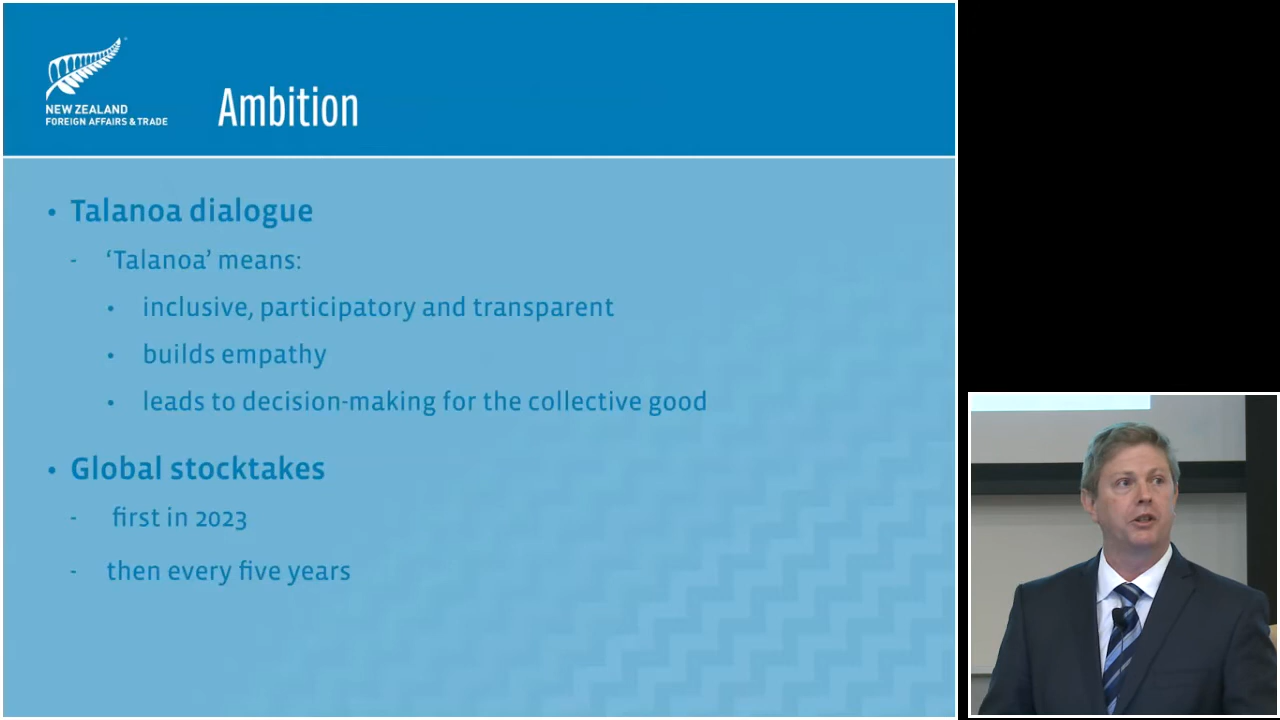 NEW ZEALAND
FOREIGN AFFAIRS & TRADE
Ambition
• Talanoa dialogue
- ‘Talanoa’ means:
• inclusive, participatory and transparent
• builds empathy
• leads to decision-making for the collective good
• Global stocktakes
- first in 2023
- then every five years